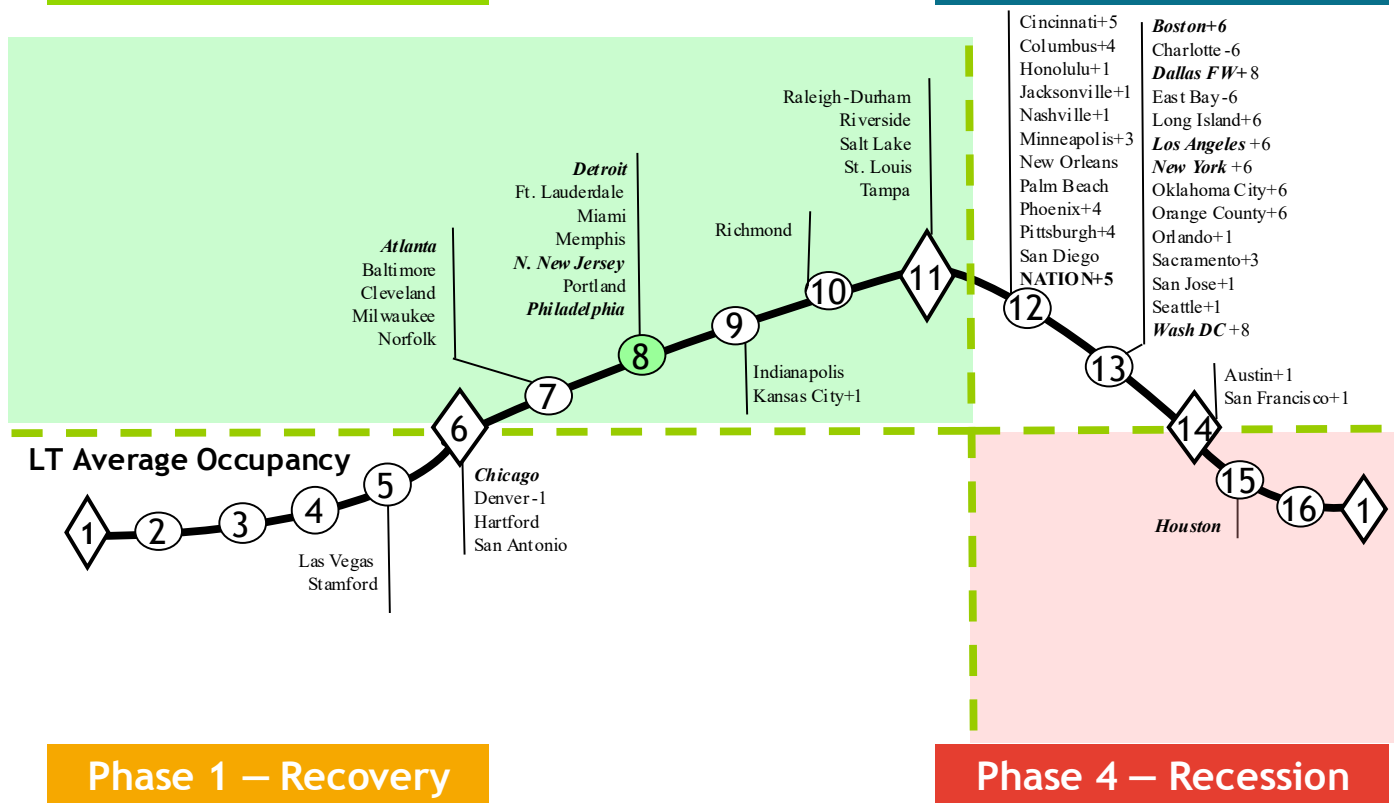 Cincinnati+5
Columbus+4
Honolulu+1
Jacksonville+1
Nashville+1
Minneapolis+3
New Orleans
Palm Beach
Phoenix+4
Pittsburgh+4
San Diego
NATION+5
Boston+6
Charlotte-6
Dallas FW+8
East Bay-6
Long Island+6
Los Angeles +6
New York +6
Oklahoma City+6
Orange County+6
Orlando+1
Sacramento+3
San Jose+1
Seattle+1
Wash DC +8
Raleigh-Durham
Riverside
Salt Lake
St. Louis
Tampa
Detroit
Ft. Lauderdale
Miami
Memphis
N. New Jersey
Portland
Philadelphia
Richmond
Atlanta
Baltimore
Cleveland
Milwaukee
Norfolk
Indianapolis
Kansas City+1
Austin+1
San Francisco+1
LT Average Occupancy
Chicago
Denver-1
Hartford
San Antonio
Las Vegas
Stamford
Houston
1
2
3
4
5
6
7
8
9
10
11
12
13
14
15
16
1
Phase 1 — Recovery
Phase 4 — Recession